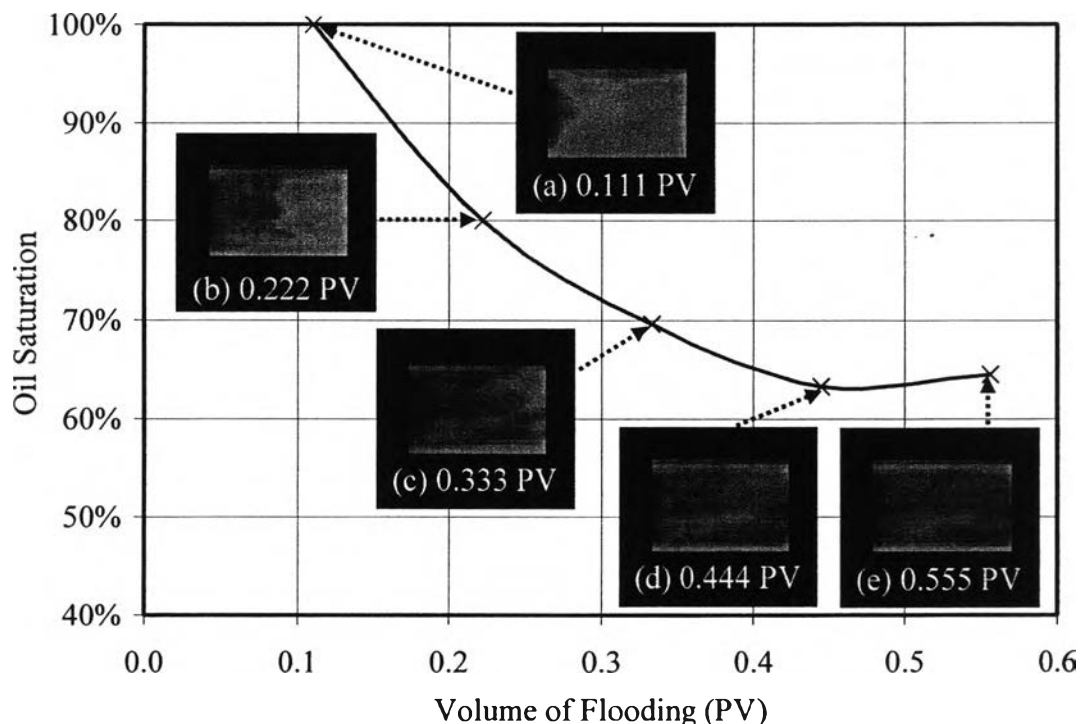 100%
90%
80%
70%
60%
50%
40%
Oil Saturation
(a) 0.111 PV
(b) 0.222 PV
(c) 0.333 PV
(d) 0.444 PV
(e) 0.555 PV
0.0 0.1 0.2 0.3 0.4 0.5 0.6
Volume of Flooding (PV)